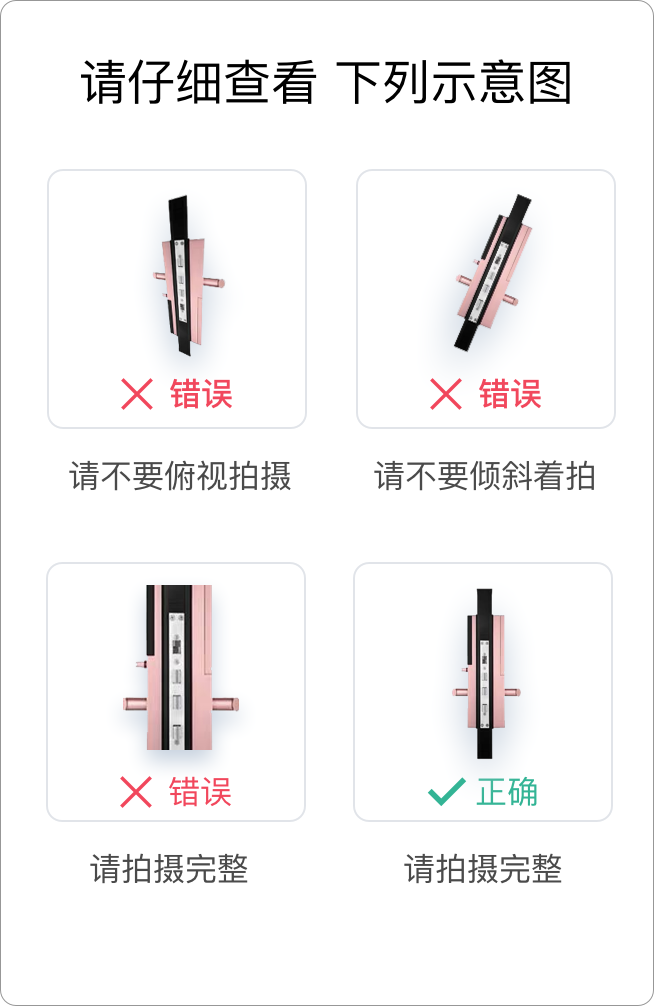 请仔细查看 下列示意图
错误
错误
请不要俯视拍摄
请不要倾斜着拍
错误
正确
请拍摄完整
请拍摄完整